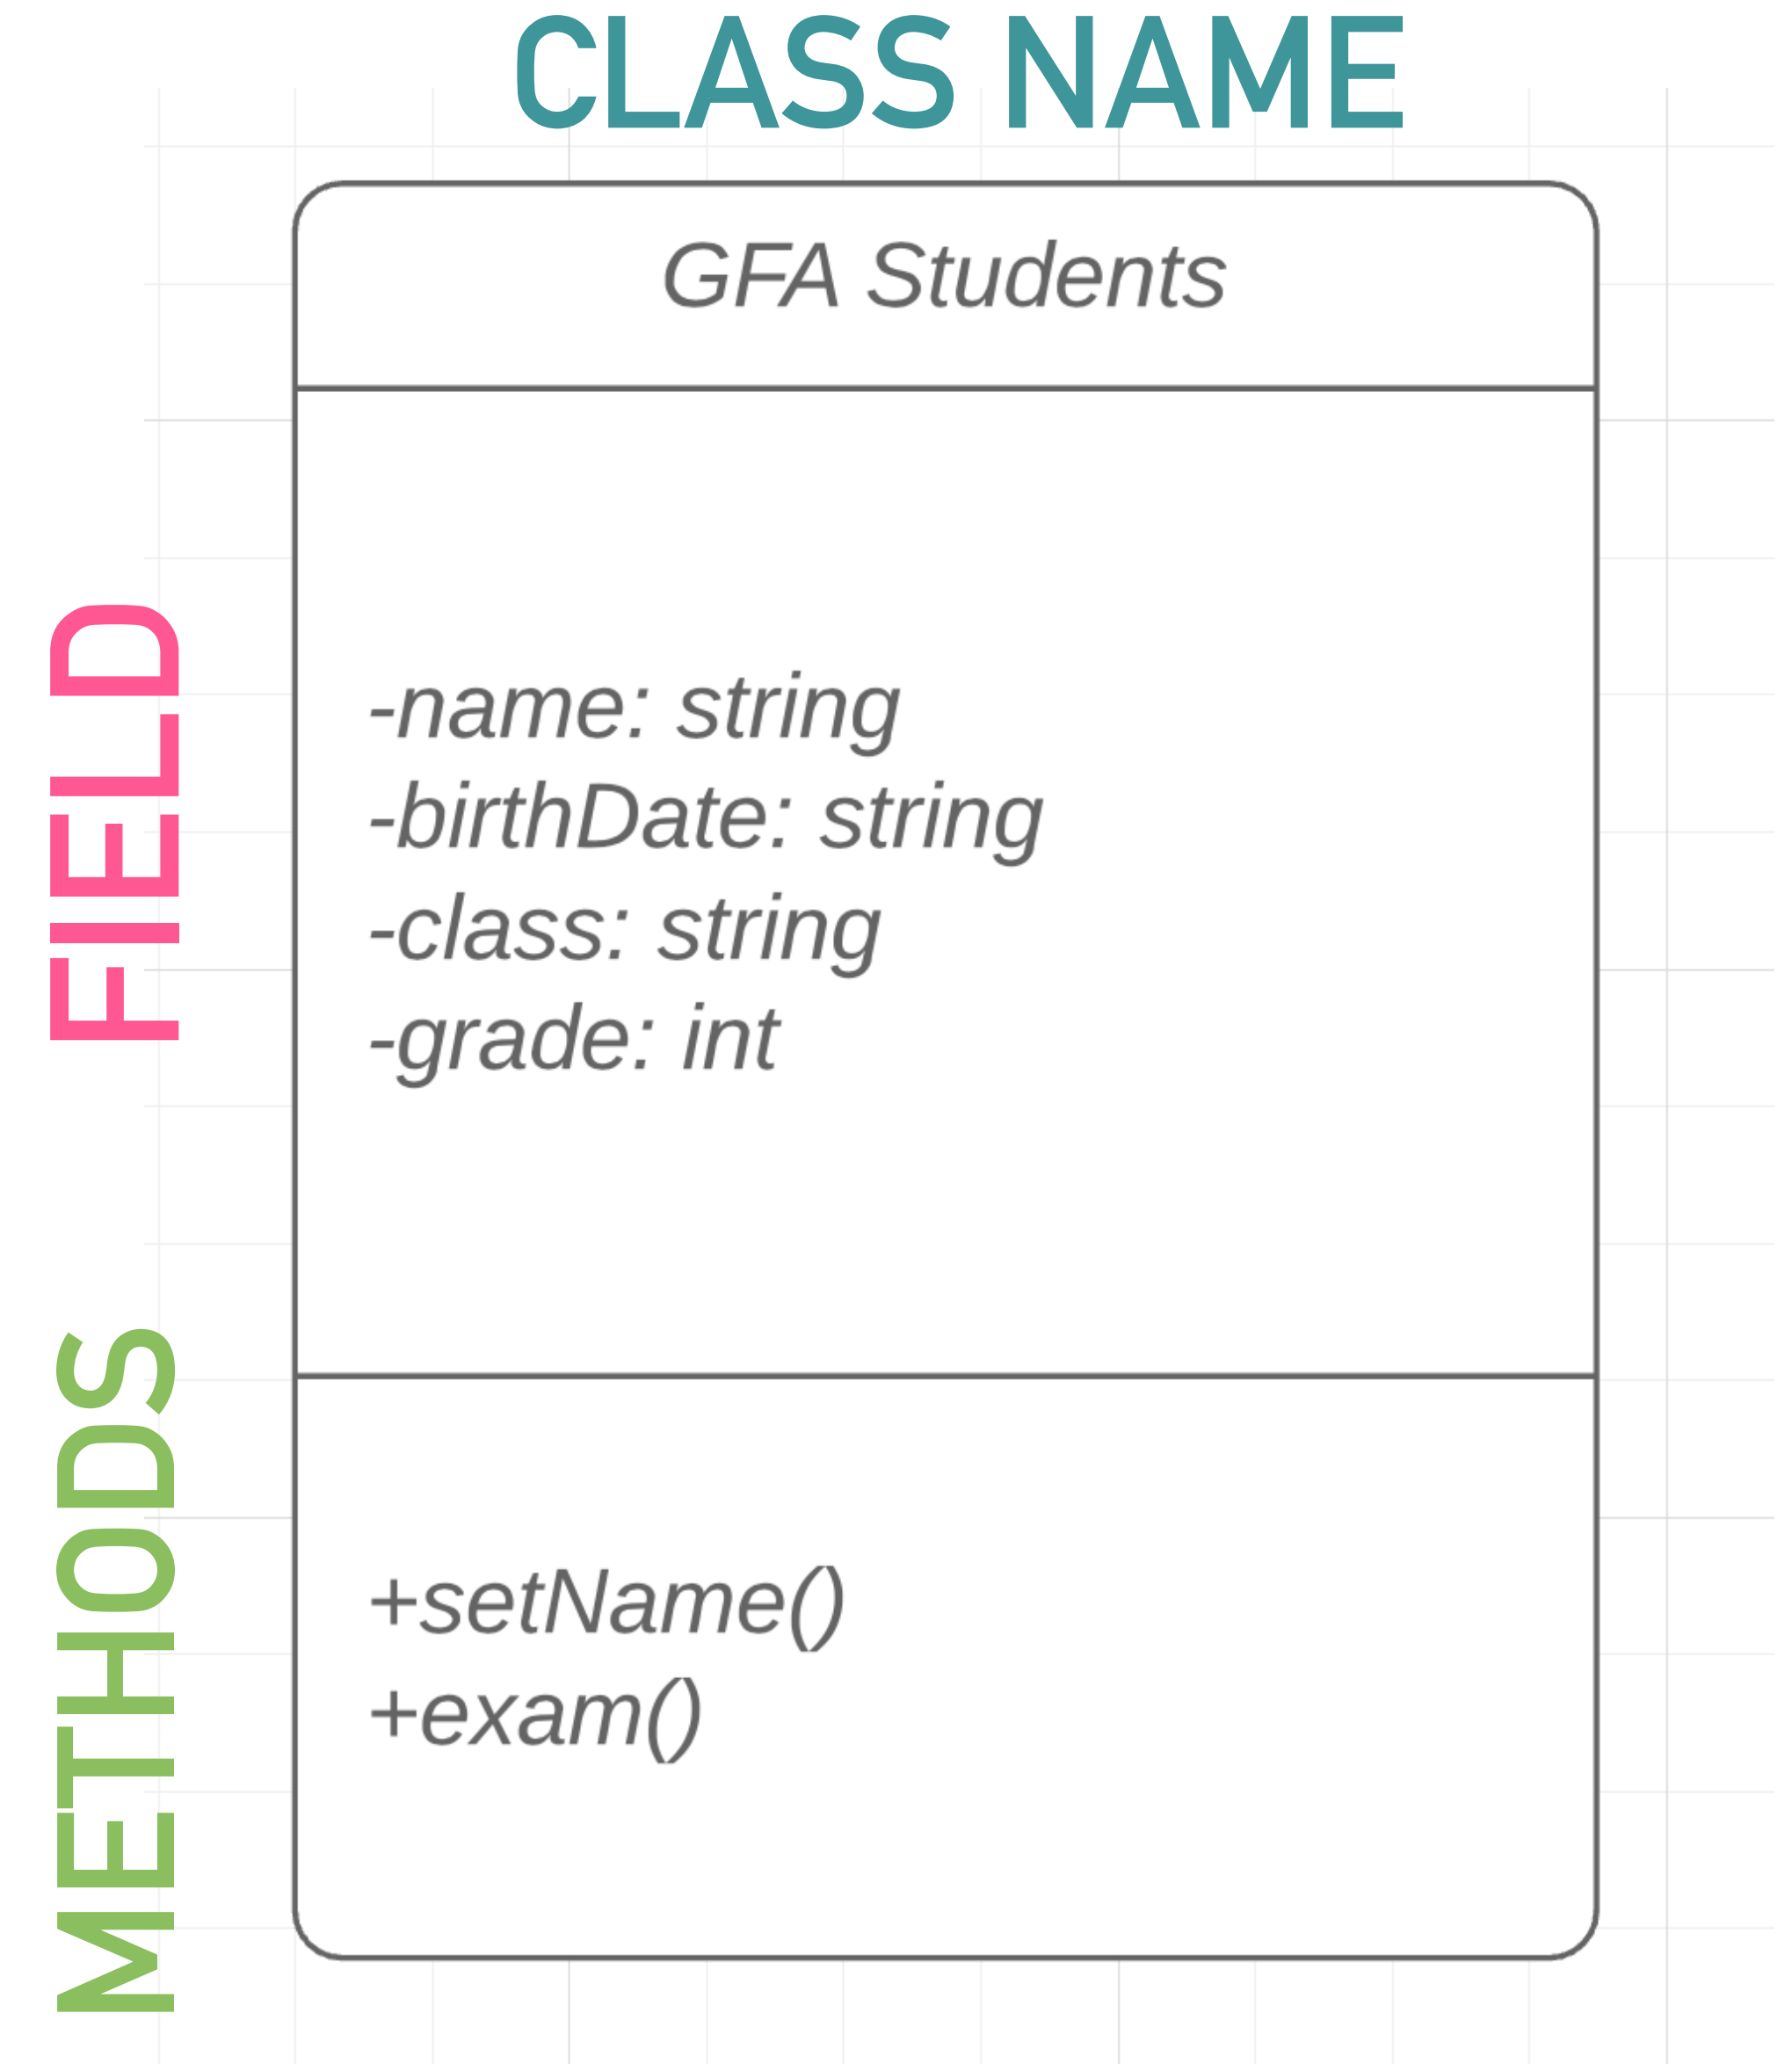 CLASS NAME
GFA Students
FIELD
-name: string
-birthDate: string
-class: string
-grade: int
METHODS
+setName()
+exam()